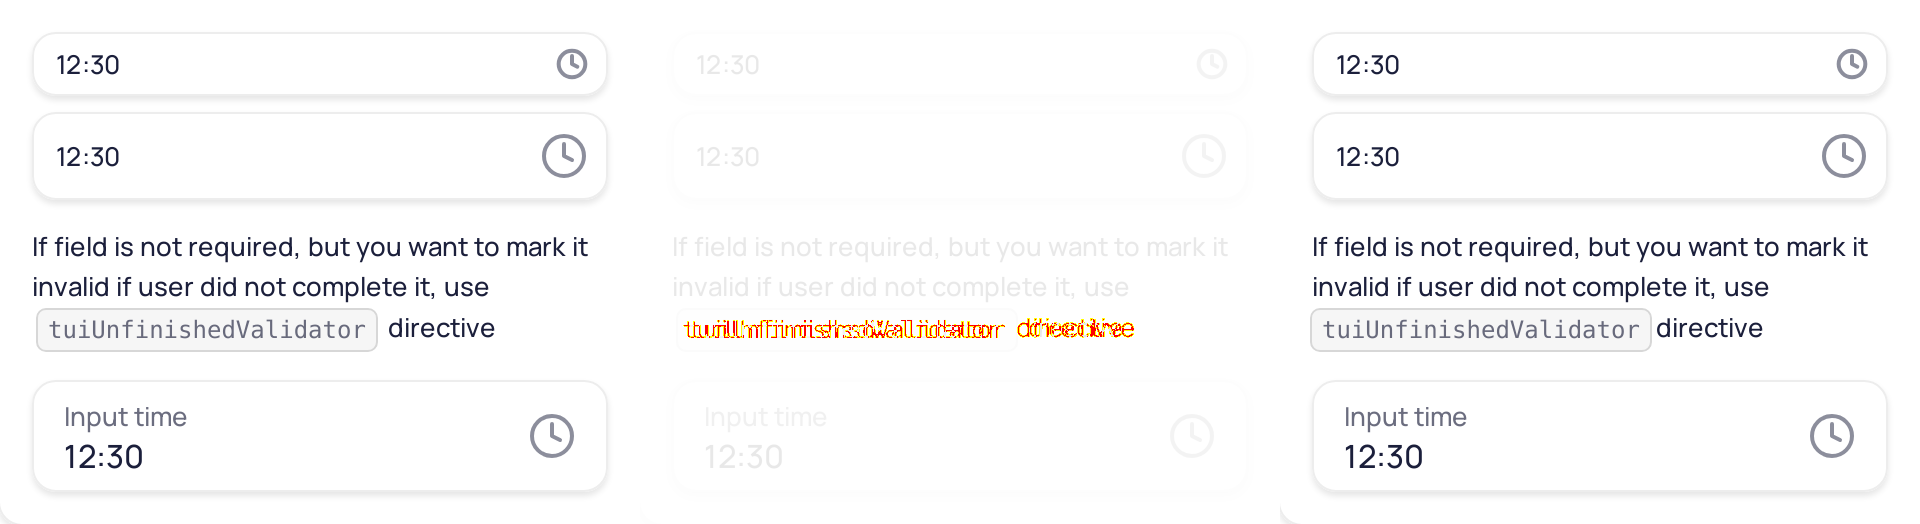 12:30
12:30
If field is not required, but you want to mark it
invalid if user did not complete it, use
tuiUnfinishedValidator directive
Input time
12:30
12:30
12:30
If field is not required, but you want to mark it
invalid if user did not complete it, use
tuiUnfinishedValidator directive
Input time
12:30
12:30
12:30
If field is not required, but you want to mark it
invalid if user did not complete it, use
tuiUnfinishedValidator directive
Input time
12:30